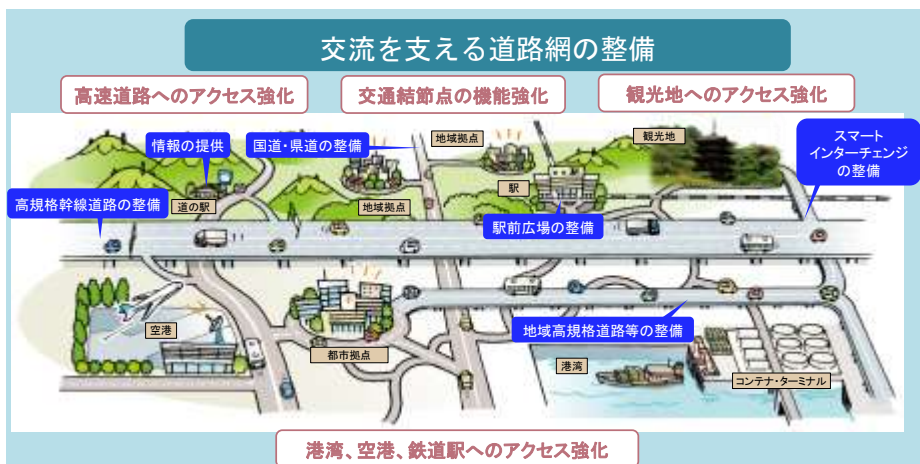 交流を支える道路網の整備
高速道路へのアクセス強化
交通結節点の機能強化
観光地へのアクセス強化
情報の提供
国道・県道の整備
地域拠点
観光地
スマート
インターチェンジ
の整備
高規格幹線道路の整備
道の駅
地域拠点
駅
駅前広場の整備
空港
都市拠点
地域高規格道路等の整備
港湾
コンテナ・ターミナル
港湾、空港、鉄道駅へのアクセス強化